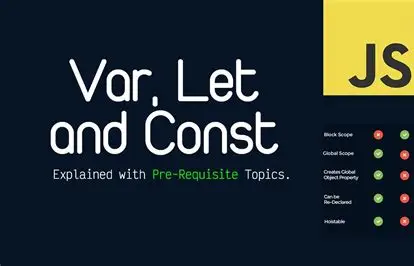 Var, Let
and Const
Explained with Pre-Requisite Topics.
JS
Block Scope
Global Scope
Creates Global
Object Property
Can be
Re-Declared
Hoistable